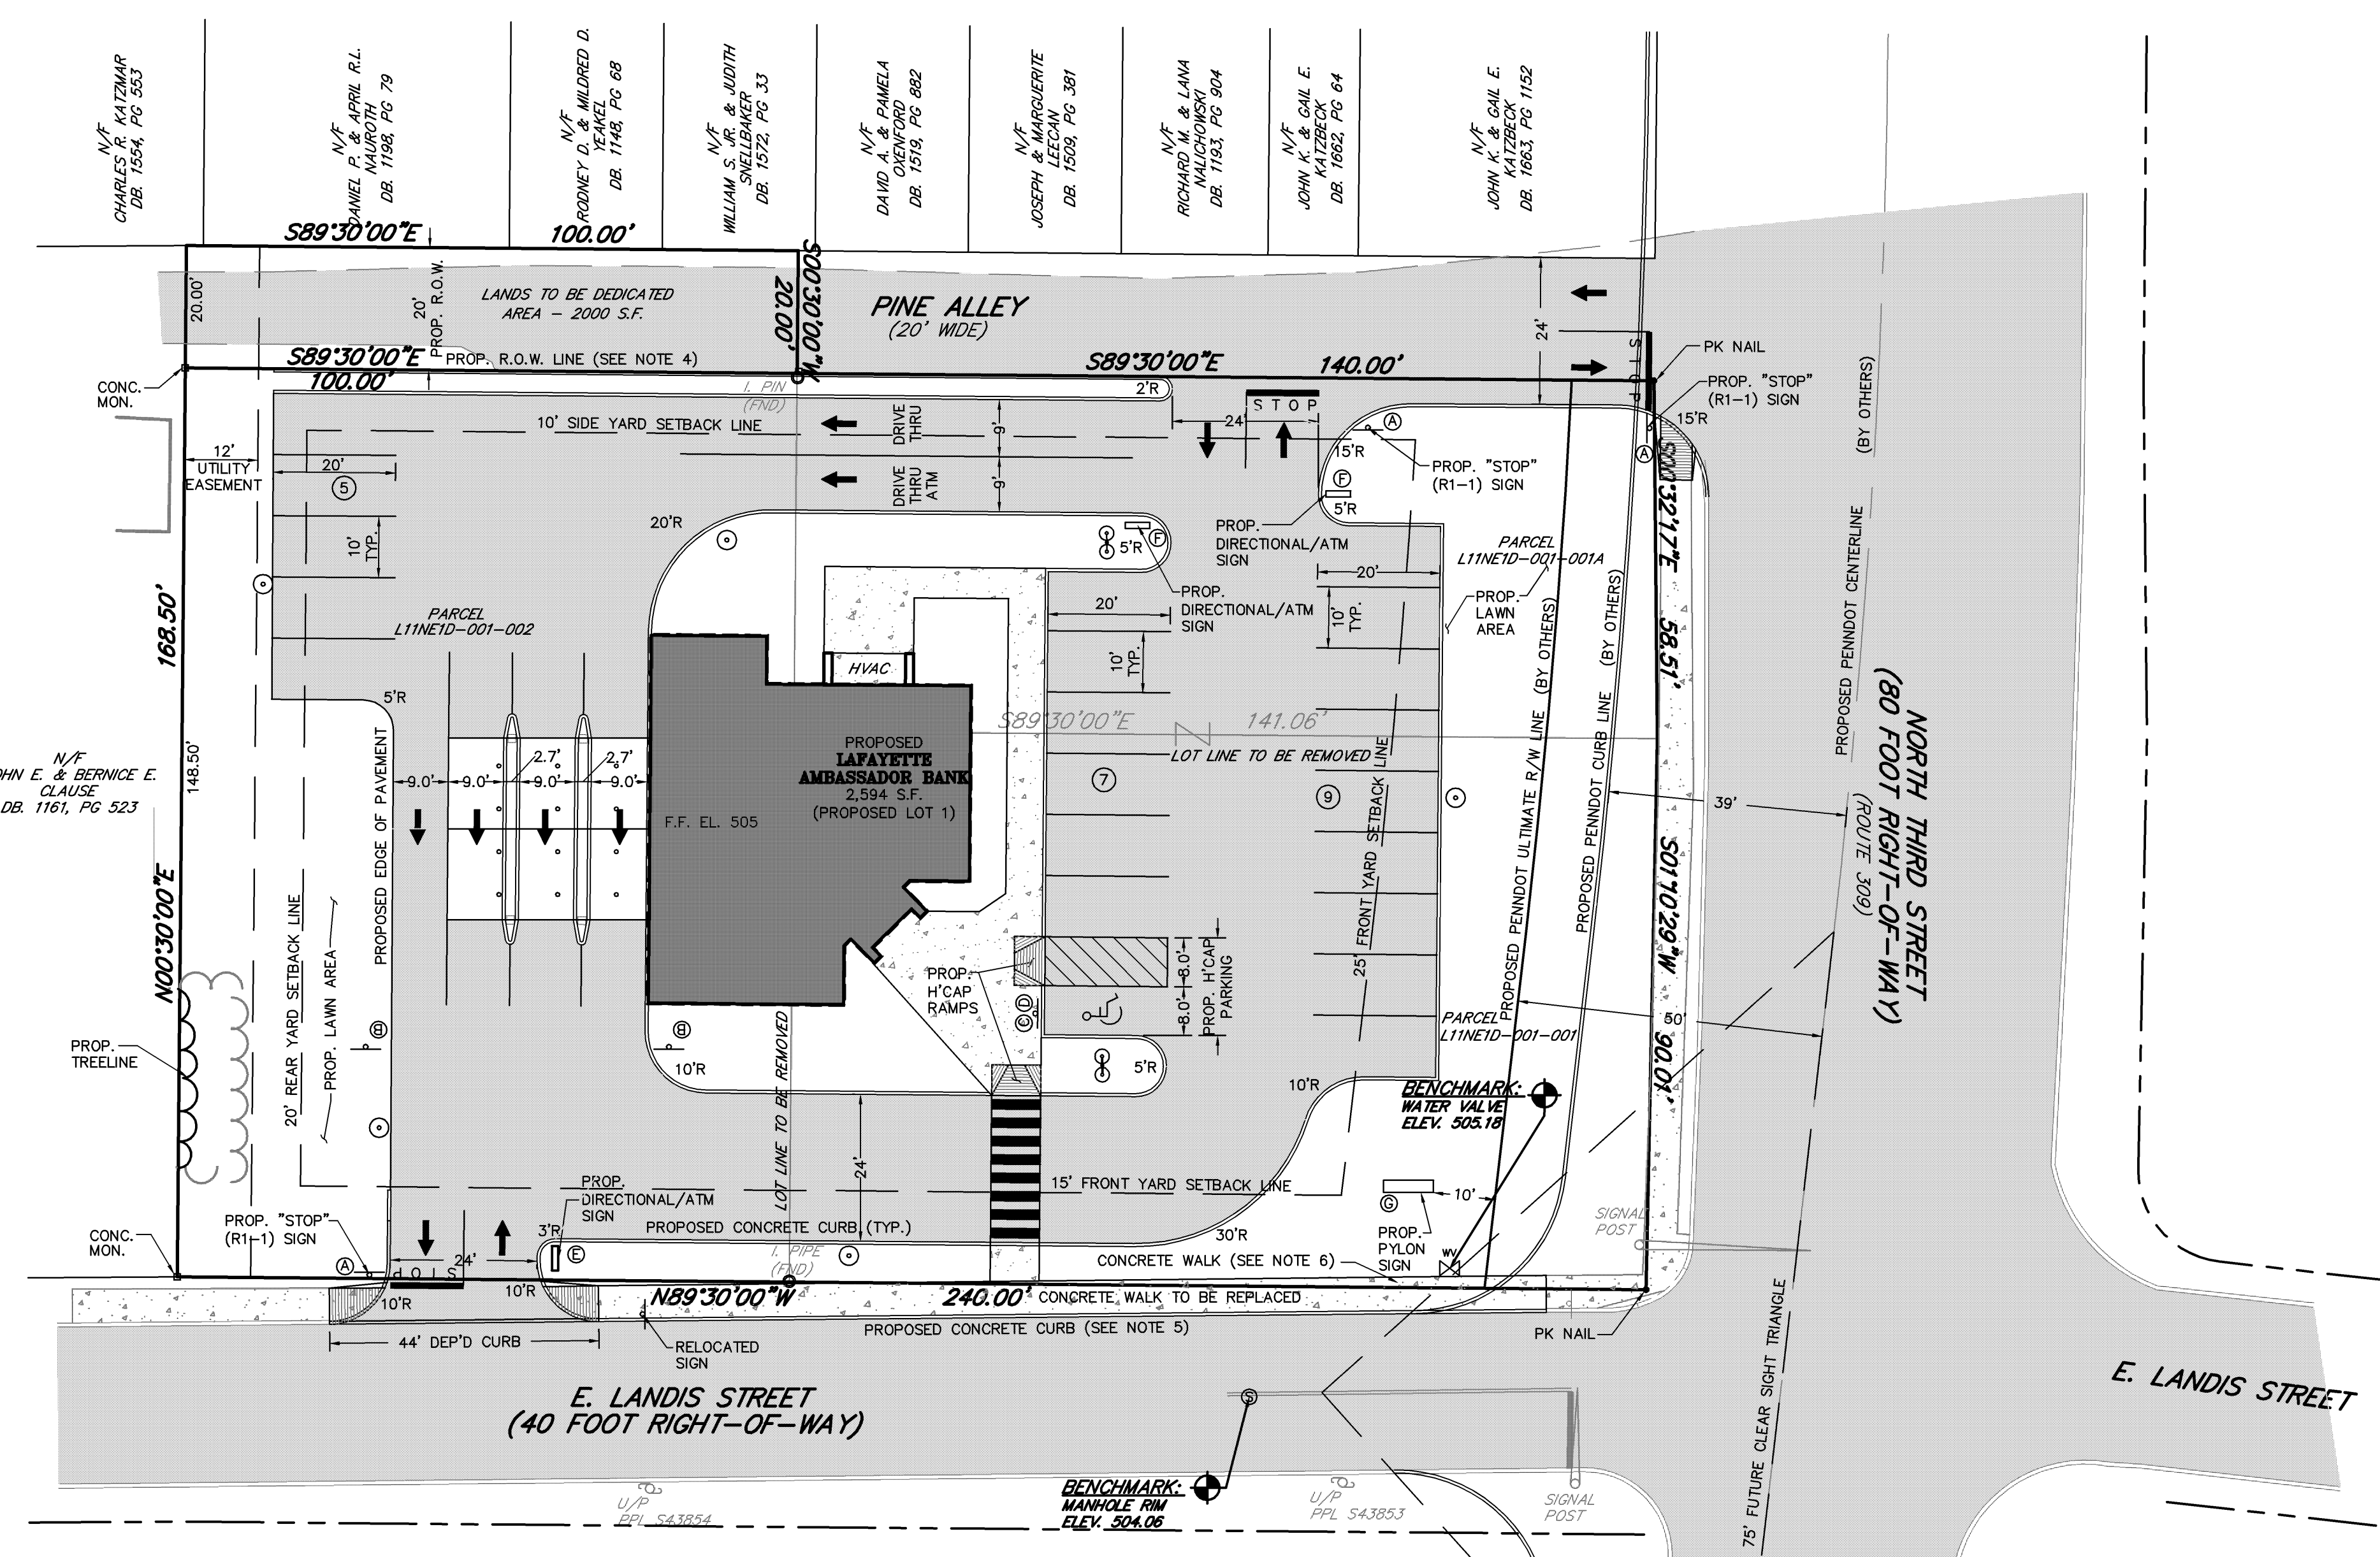 N/F
CHARLES R. KATZMAR
DB. 1554, PG 553
N/F
DANIEL P. & APRIL R.L.
NAUROTH
DB. 1198, PG 79
N/F
RODNEY D. & MILDRED D.
YEAKEL
DB. 1148, PG 68
N/F
WILLIAM S. JR. & JUDITH
SNELLBAKER
DB. 1572, PG 33
N/F
DAVID A. & PAMELA
OXENFORD
DB. 1519, PG 882
N/F
JOSEPH & MARGUERITE
LEECAN
DB. 1509, PG 381
N/F
RICHARD M. & LANA
NALICHOWSKI
DB. 1193, PG 904
N/F
JOHN K. & GAIL E.
KATZBECK
DB. 1662, PG 64
N/F
JOHN K. & GAIL E.
KATZBECK
DB. 1663, PG 1152
S89°30'00"E 100.00'
20.00'
20'
PROP. R.O.W.
LANDS TO BE DEDICATED
AREA – 2000 S.F.
S00°30'00"W
20.00'
PINE ALLEY
(20' WIDE)
24'
STOP
PK NAIL
S89°30'00"E
100.00'
PROP. R.O.W. LINE (SEE NOTE 4)
S89°30'00"E 140.00'
CONC.
MON.
I. PIN
(FND)
2'R
PROP. "STOP"
(R1–1) SIGN
15'R
A
10' SIDE YARD SETBACK LINE
DRIVE
THRU
9'
24'
STOP
A
15'R
PROP. "STOP"
(R1–1) SIGN
12'
UTILITY
EASEMENT
20'
5
DRIVE
THRU
ATM
9'
F
5'R
10'
TYP.
20'R
5'R
F
PROP.
DIRECTIONAL/ATM
SIGN
PROP.
DIRECTIONAL/ATM
SIGN
PARCEL
L11NE1D–001–001A
S00°32'17"E 58.51'
PARCEL
L11NE1D–001–002
20'
10'
TYP.
20'
10'
TYP.
PROP.
LAWN
AREA
168.50'
148.50'
N00°30'00"E
5'R
HVAC
S89°30'00"E 141.06'
LOT LINE TO BE REMOVED
N/F
HN E. & BERNICE E.
CLAUSE
DB. 1161, PG 523
PROPOSED EDGE OF PAVEMENT
9.0'
9.0'
2.7'
9.0'
2.7'
9.0'
PROPOSED
LAFAYETTE
AMBASSADOR BANK
2,594 S.F.
(PROPOSED LOT 1)
F.F. EL. 505
7
9
25' FRONT YARD SETBACK LINE
PROPOSED PENNDOT ULTIMATE R/W LINE (BY OTHERS)
PROPOSED PENNDOT CURB LINE (BY OTHERS)
PROPOSED PENNDOT CENTERLINE (BY OTHERS)
39'
NORTH THIRD STREET
(80 FOOT RIGHT–OF–WAY)
(ROUTE 309)
S01°10'29"W 90.01'
50'
20' REAR YARD SETBACK LINE
PROP. LAWN AREA
PROP.
TREELINE
B
B
10'R
PROP.
H'CAP
RAMPS
C
D
8.0'
8.0'
PROP. H'CAP
PARKING
5'R
PARCEL
L11NE1D–001–001
10'R
BENCHMARK:
WATER VALVE
ELEV. 505.18
LOT LINE TO BE REMOVED
24'
15' FRONT YARD SETBACK LINE
G
10'
PROP.
PYLON
SIGN
WV
SIGNAL
POST
CONC.
MON.
PROP. "STOP"
(R1–1) SIGN
A
24'
STOP
3'R
E
PROP.
DIRECTIONAL/ATM
SIGN
PROPOSED CONCRETE CURB (TYP.)
I. PIPE
(FND)
30'R
CONCRETE WALK (SEE NOTE 6)
10'R
10'R
N89°30'00"W 240.00'
CONCRETE WALK TO BE REPLACED
PROPOSED CONCRETE CURB (SEE NOTE 5)
PK NAIL
44' DEP'D CURB
RELOCATED
SIGN
E. LANDIS STREET
(40 FOOT RIGHT–OF–WAY)
S
E. LANDIS STREET
75' FUTURE CLEAR SIGHT TRIANGLE
BENCHMARK:
MANHOLE RIM
ELEV. 504.06
U/P
PPL S43854
U/P
PPL S43853
SIGNAL
POST